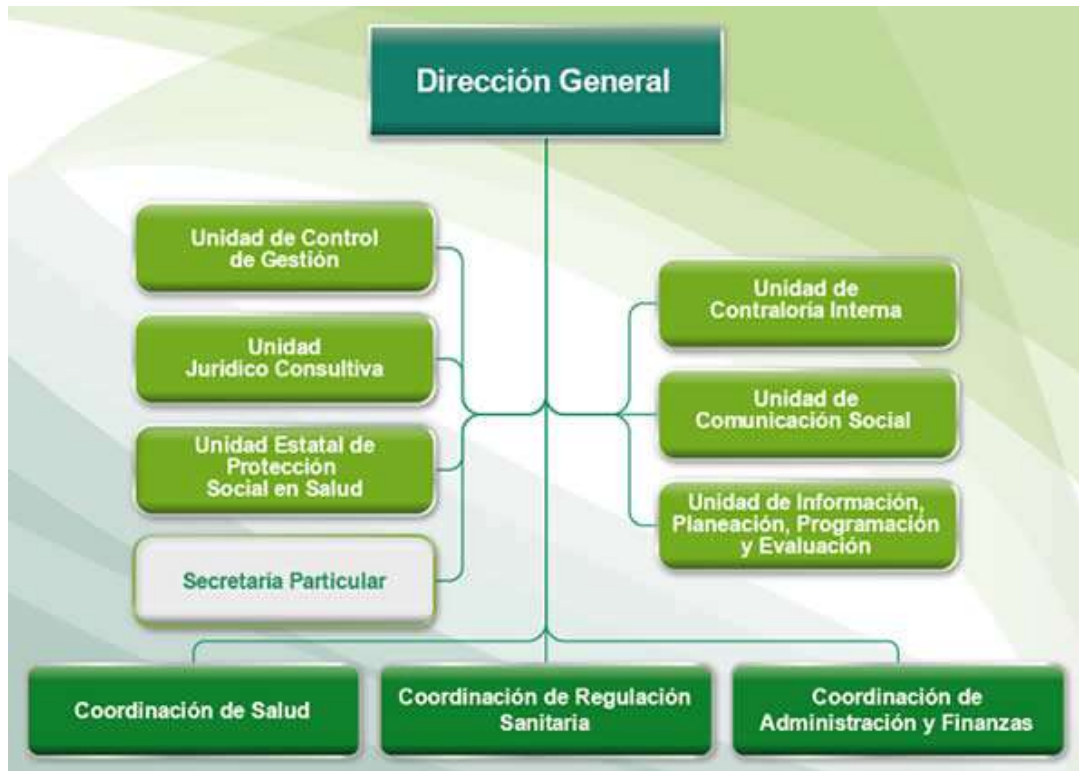 Dirección General
Unidad de Control
de Gestión
Unidad
Jurídico Consultiva
Unidad Estatal de
Protección
Social en Salud
Secretaría Particular
Unidad de
Contraloría Interna
Unidad de
Comunicación Social
Unidad de Información,
Planeación, Programación
y Evaluación
Coordinación de Salud
Coordinación de Regulación
Sanitaria
Coordinación de
Administración y Finanzas